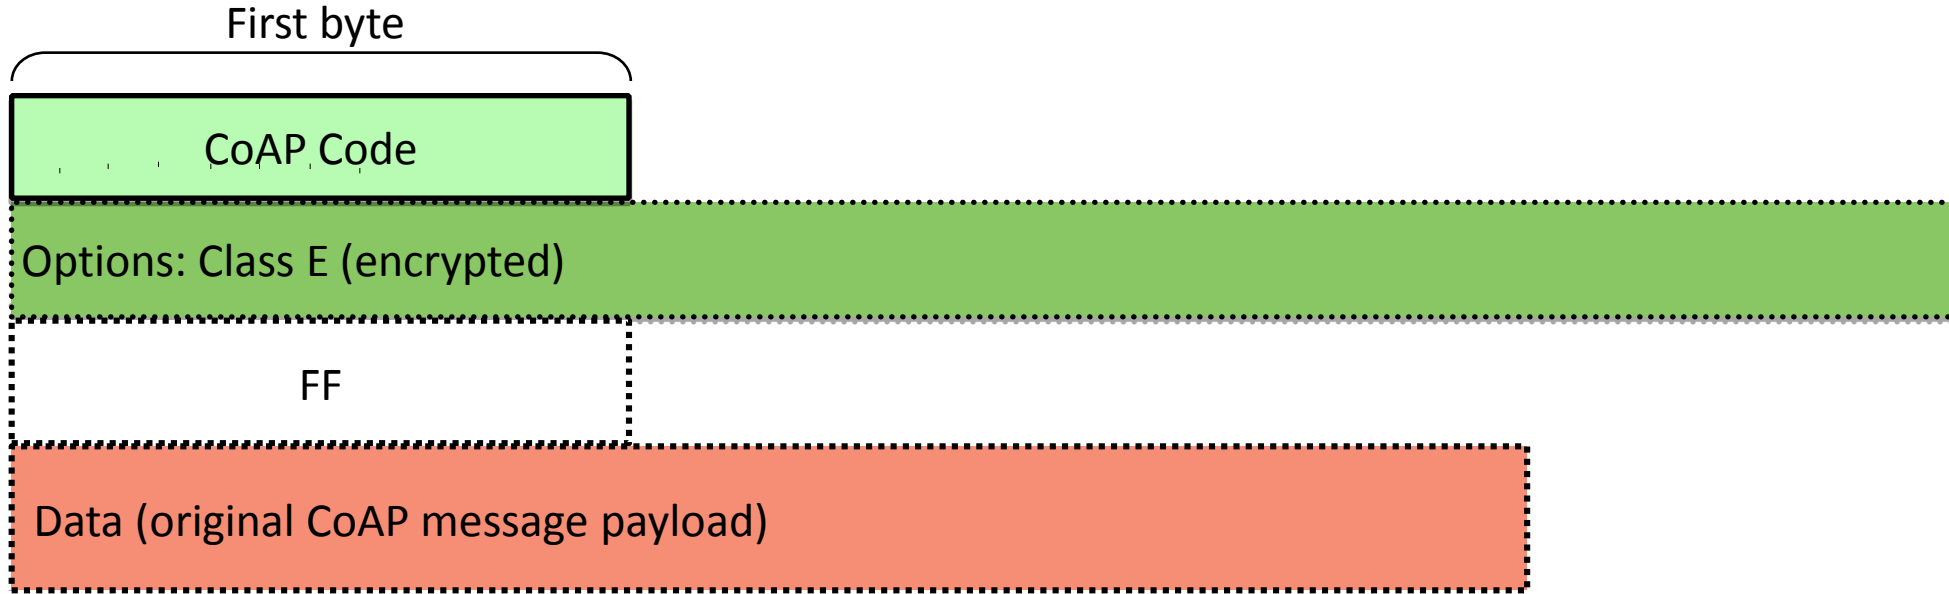 First byte
CoAP Code
Options: Class E (encrypted)
FF
Data (original CoAP message payload)